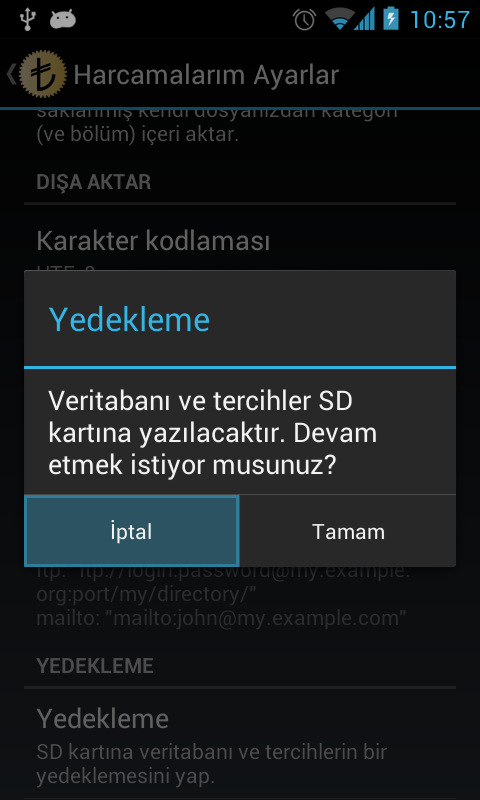 10:57
Harcamalarım Ayarlar
saklanmış kendi dosyanızdan kategori
(ve bölüm) içeri aktar.
DIŞA AKTAR
Karakter kodlaması
Yedekleme
Veritabanı ve tercihler SD
kartına yazılacaktır. Devam
etmek istiyor musunuz?
İptal
Tamam
ftp: "ftp://login:password@my.example.
org:port/my/directory/"
mailto: "mailto:john@my.example.com"
YEDEKLEME
Yedekleme
SD kartına veritabanı ve tercihlerin bir
yedeklemesini yap.